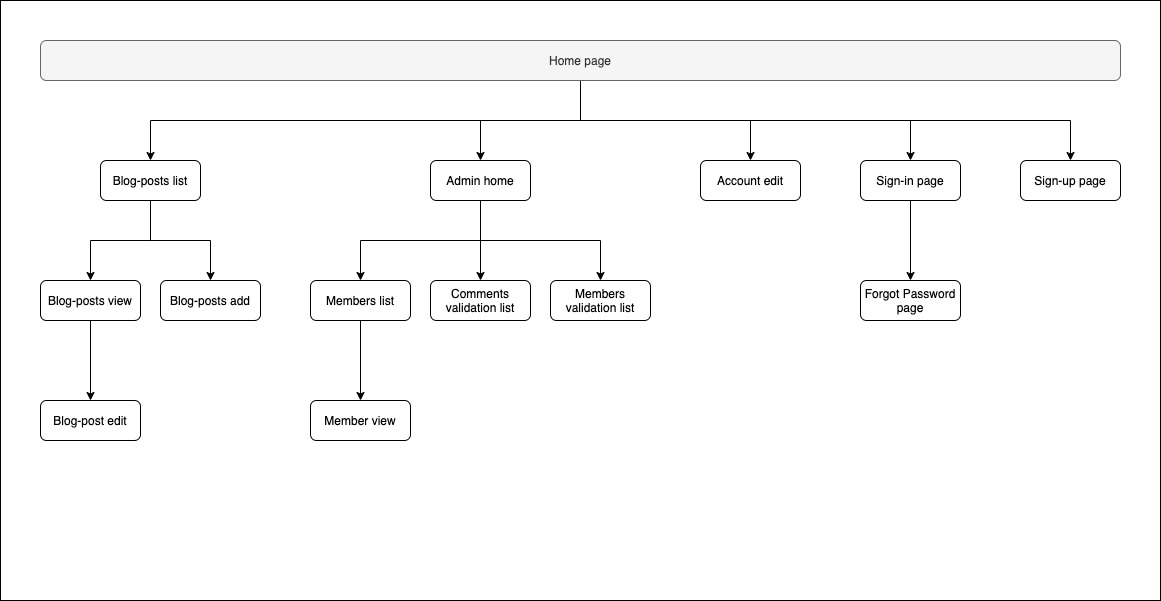 Home page
Blog-posts list
Admin home
Account edit
Sign-in page
Sign-up page
Blog-posts view
Blog-posts add
Members list
Comments
validation list
Members
validation list
Forgot Password
page
Blog-post edit
Member view